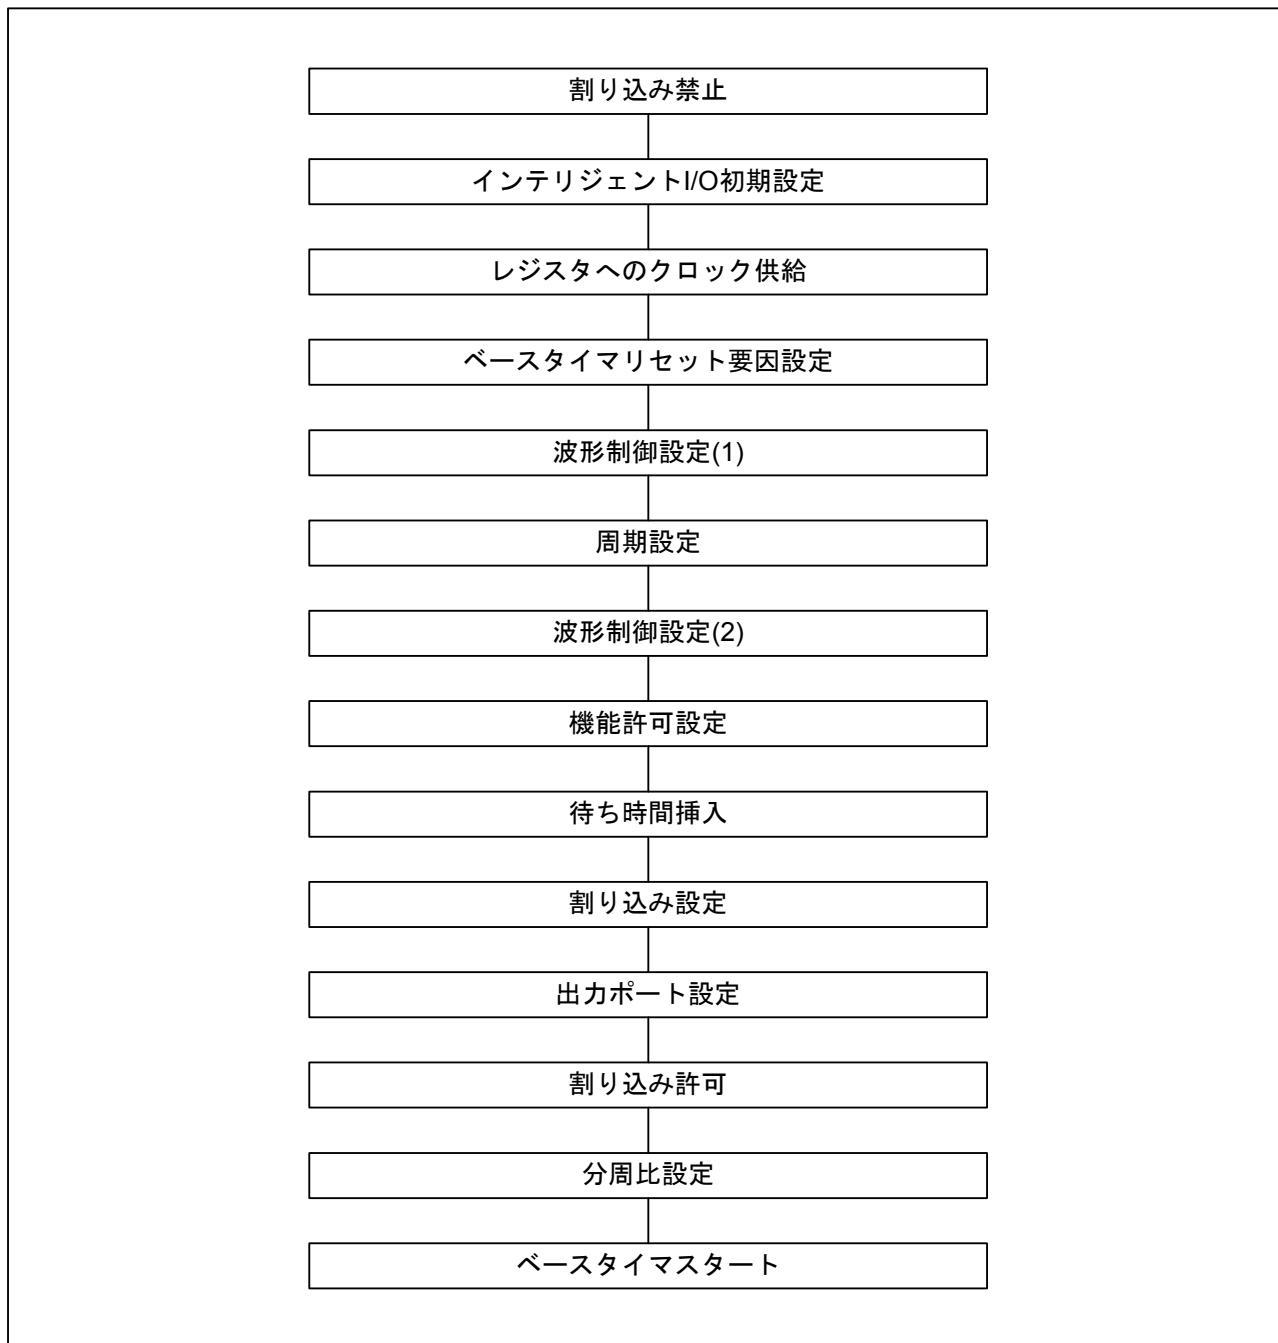 割り込み禁止
インテリジェントI/O初期設定
レジスタへのクロック供給
ベースタイマリセット要因設定
波形制御設定(1)
周期設定
波形制御設定(2)
機能許可設定
待ち時間挿入
割り込み設定
出力ポート設定
割り込み許可
分周比設定
ベースタイマスタート